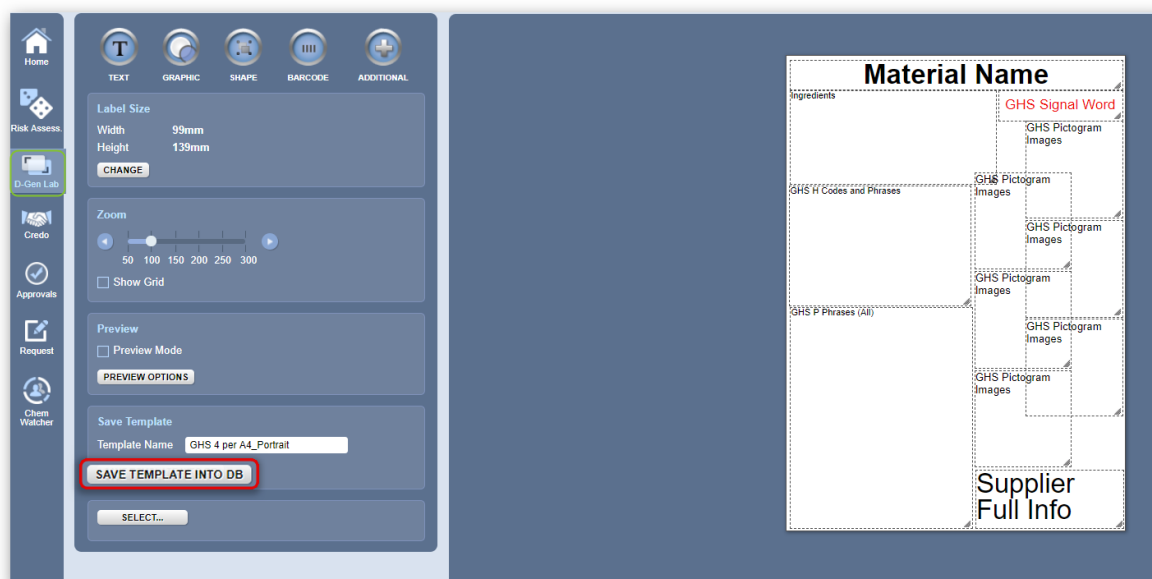 Home
Risk Assess.
D-Gen Lab
Credo
Approvals
Request
Chem
Watcher
T
TEXT
GRAPHIC
SHAPE
BARCODE
ADDITIONAL
Label Size
Width 99mm
Height 139mm
CHANGE
Zoom
50 100 150 200 250 300
Show Grid
Preview
Preview Mode
PREVIEW OPTIONS
Save Template
Template Name GHS 4 per A4_Portrait
SAVE TEMPLATE INTO DB
SELECT...
Material Name
Ingredients
GHS Signal Word
GHS Pictogram
Images
GHS Pictogram
Images
GHS H Codes and Phrases
GHS Pictogram
Images
GHS Pictogram
Images
GHS P Phrases (All)
GHS Pictogram
Images
GHS Pictogram
Images
Supplier
Full Info